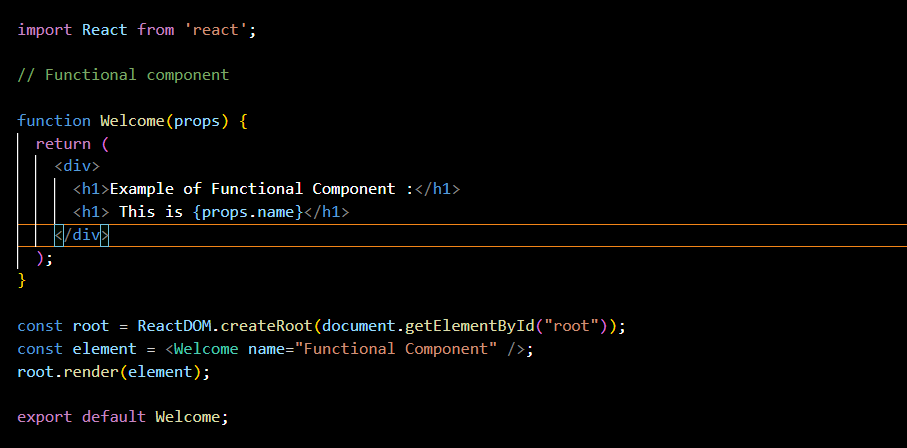 import React from 'react';
// Functional component
function Welcome(props) {
return (
<div>
<h1>Example of Functional Component :</h1>
<h1> This is {props.name}</h1>
</div>
);
}
const root = ReactDOM.createRoot(document.getElementById("root"));
const element = <Welcome name="Functional Component" />;
root.render(element);
export default Welcome;